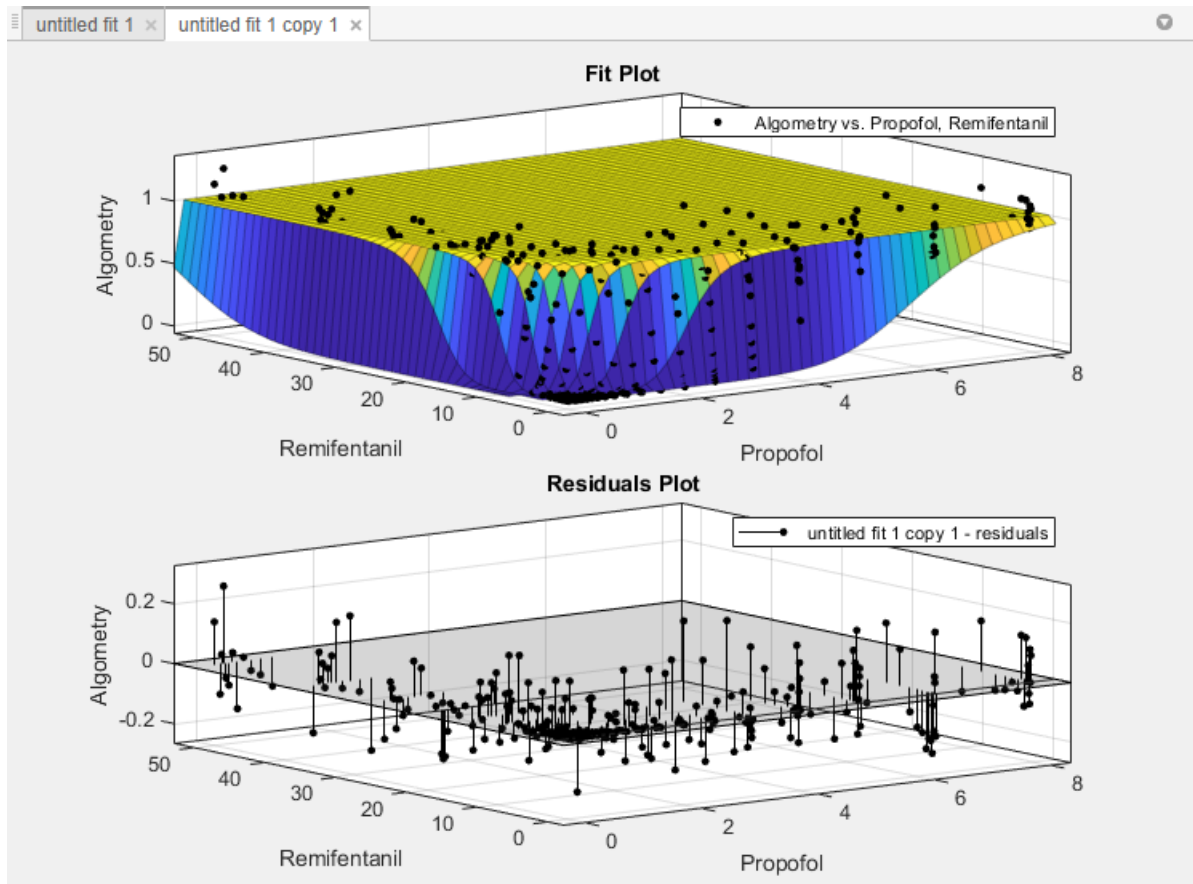 untitled fit 1 × untitled fit 1 copy 1 ×
Fit Plot
Algometry vs. Propofol, Remifentanil
Algometry
1
0.5
0
50
40
30
20
10
0
0
2
4
6
8
Remifentanil
Propofol
Residuals Plot
untitled fit 1 copy 1 - residuals
Algometry
0.2
0
-0.2
50
40
30
20
10
0
0
2
4
6
8
Remifentanil
Propofol